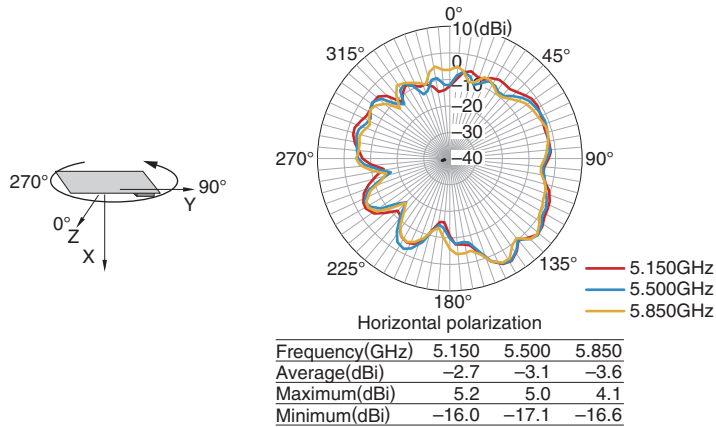 0°
10(dBi)
315°
45°
0
–10
–20
–30
270°
–40
90°
270°
90°
Y
0°
Z
X
225°
135°
180°
5.150GHz
5.500GHz
5.850GHz
Horizontal polarization
Frequency(GHz) 5.150 5.500 5.850
Average(dBi) –2.7 –3.1 –3.6
Maximum(dBi) 5.2 5.0 4.1
Minimum(dBi) –16.0 –17.1 –16.6